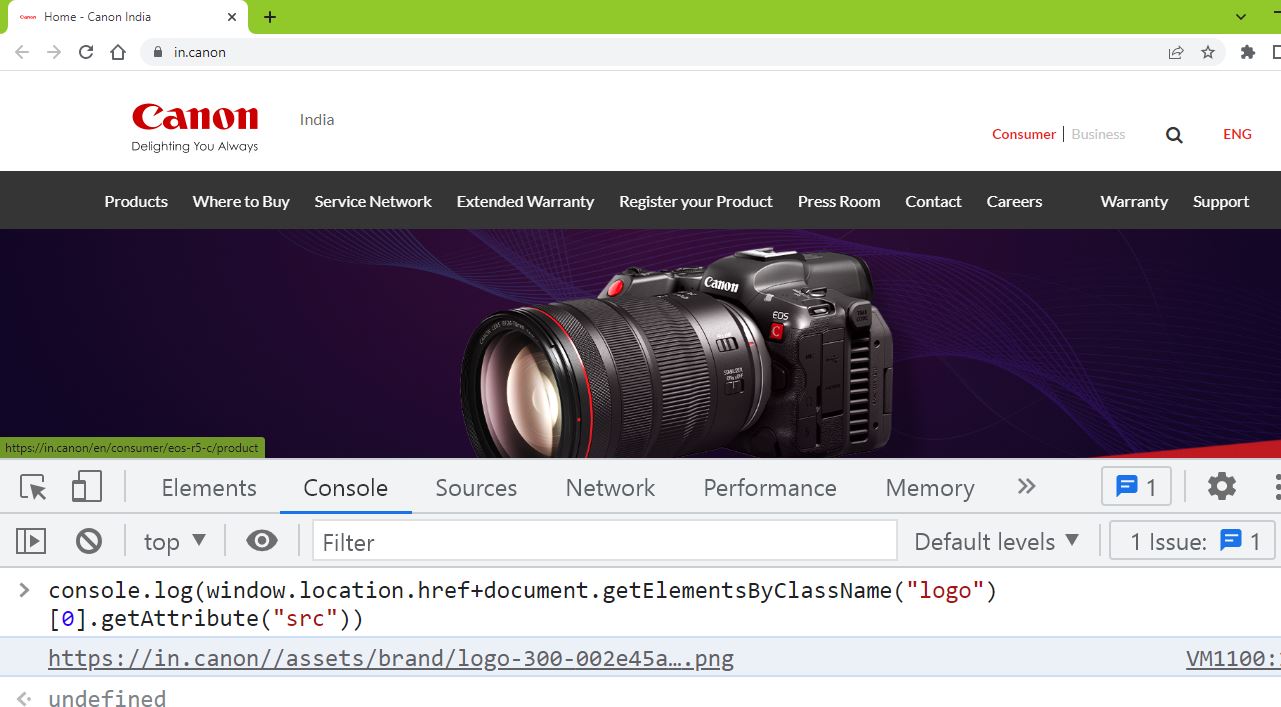 Canon
Home - Canon India
in.canon
Canon
Delighting You Always
India
Consumer
Business
ENG
Products
Where to Buy
Service Network
Extended Warranty
Register your Product
Press Room
Contact
Careers
Warranty
Support
Canon
EOS
C
https://in.canon/en/consumer/eos-r5-c/product
Elements
Console
Sources
Network
Performance
Memory
1
top
Filter
Default levels
1 Issue:
1
console.log(window.location.href+document.getElementsByClassName("logo")
[0].getAttribute("src"))
https://in.canon//assets/brand/logo-300-002e45a….png
VM1100:
undefined